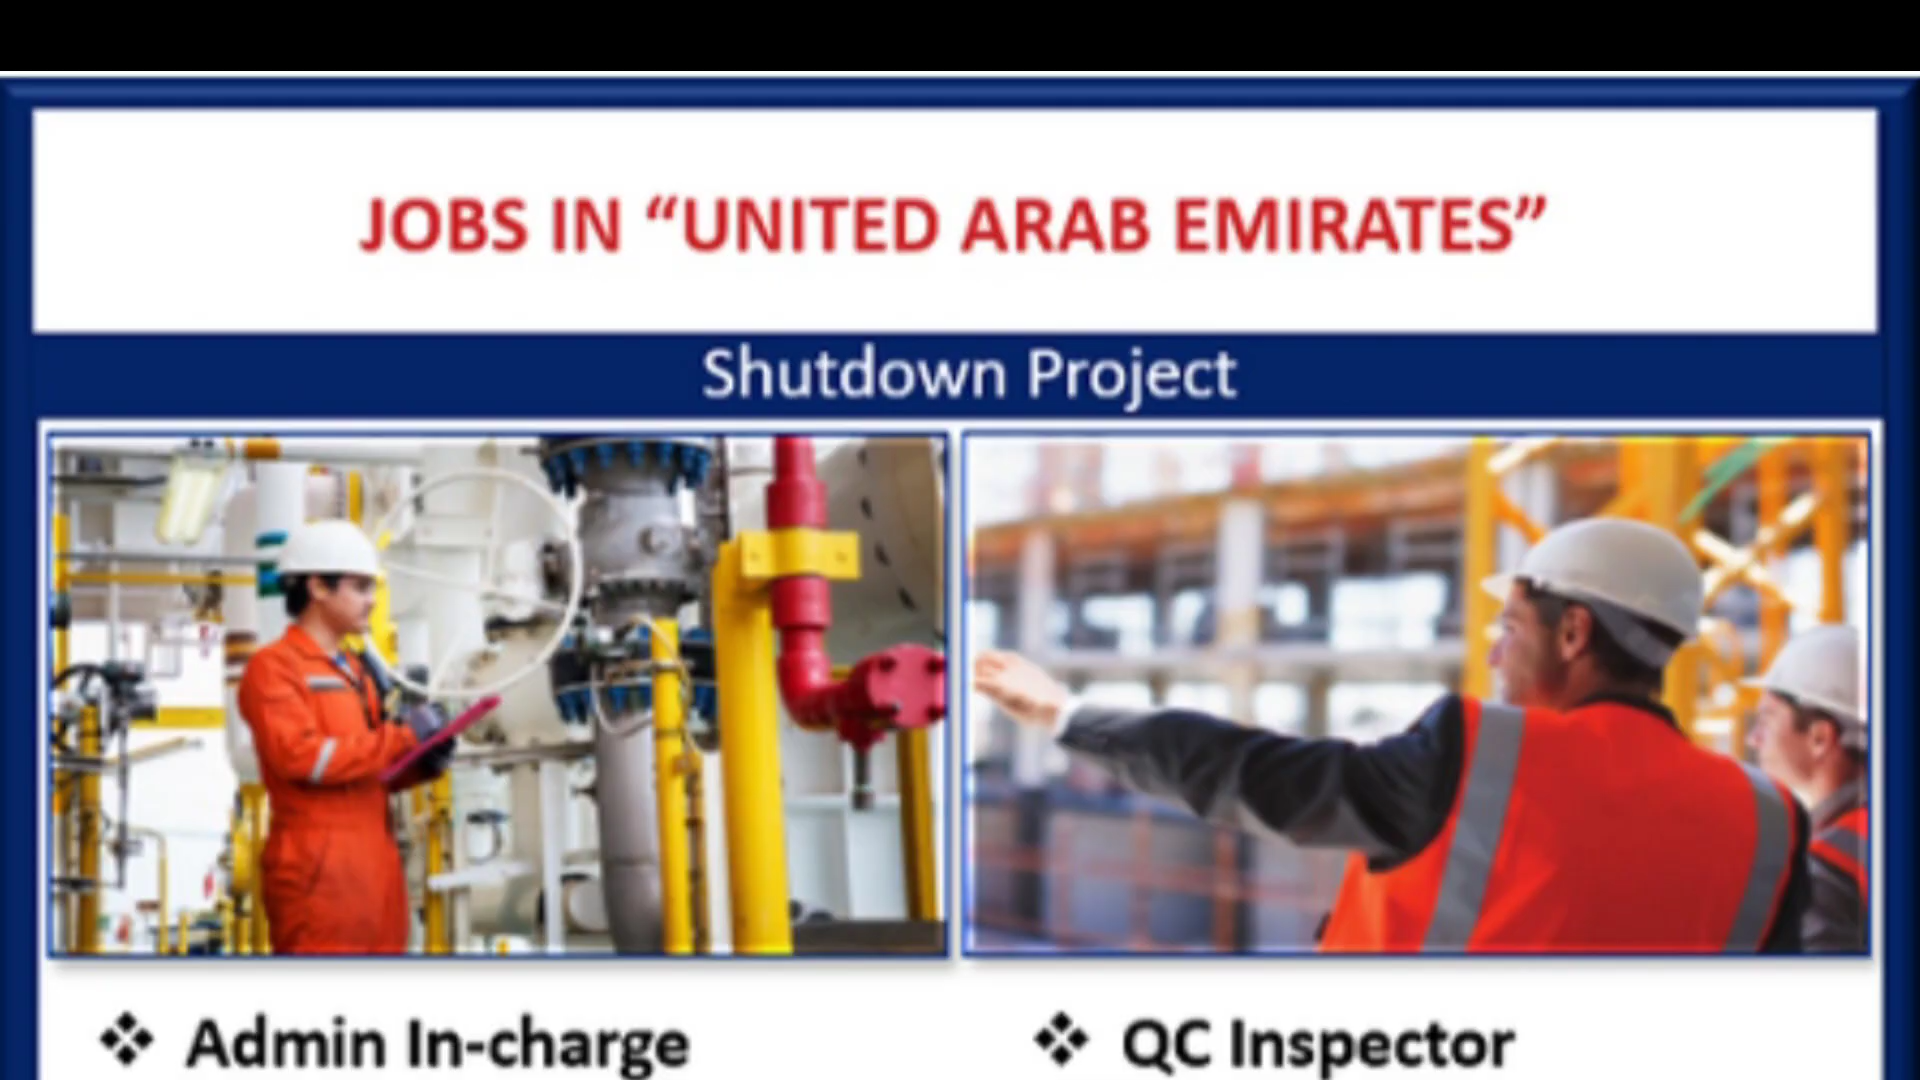 JOBS IN “UNITED ARAB EMIRATES”
Shutdown Project
❖ Admin In-charge
❖ QC Inspector